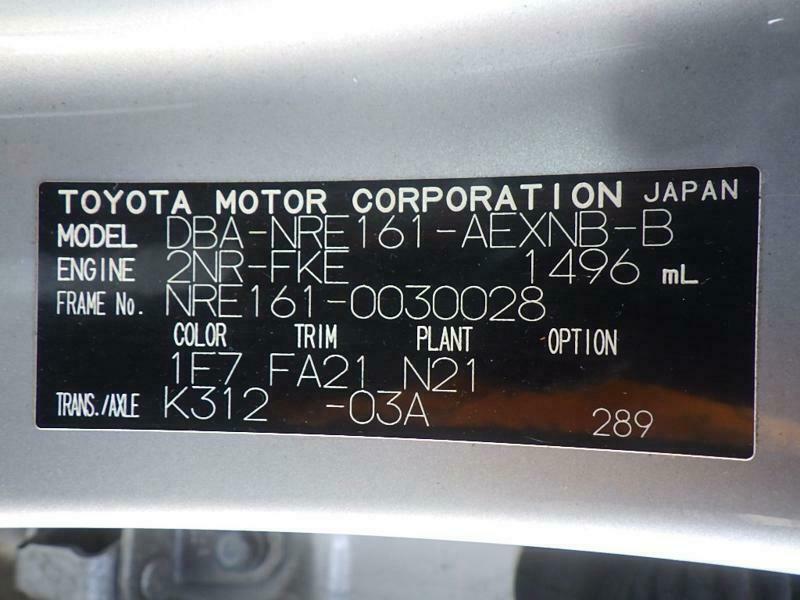 TOYOTA MOTOR CORPORATION JAPAN
MODEL DBA-NRE161-AEXNB-B
ENGINE 2NR-FKE 1496 mL
FRAME No. NRE161-0030028
COLOR TRIM PLANT OPTION
1E7 FA21 N21
TRANS./AXLE K312 -03A 289